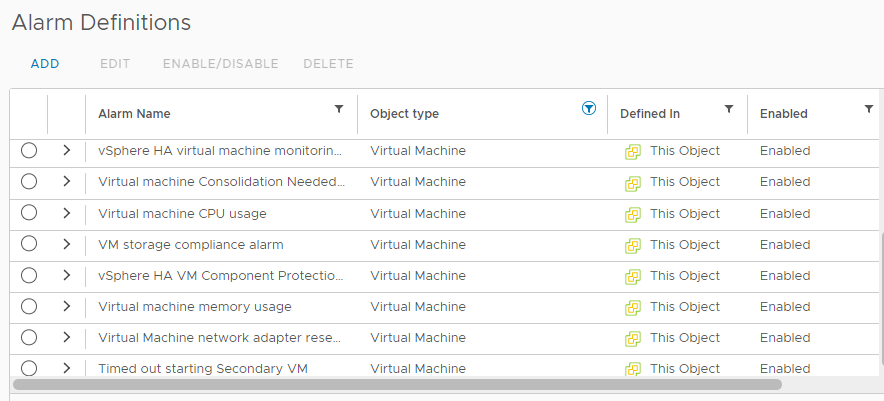 Alarm Definitions
ADD EDIT ENABLE/DISABLE DELETE
Alarm Name Object type Defined In Enabled
vSphere HA virtual machine monitorin... Virtual Machine This Object Enabled
Virtual machine Consolidation Needed... Virtual Machine This Object Enabled
Virtual machine CPU usage Virtual Machine This Object Enabled
VM storage compliance alarm Virtual Machine This Object Enabled
vSphere HA VM Component Protectio... Virtual Machine This Object Enabled
Virtual machine memory usage Virtual Machine This Object Enabled
Virtual Machine network adapter rese... Virtual Machine This Object Enabled
Timed out starting Secondary VM Virtual Machine This Object Enabled